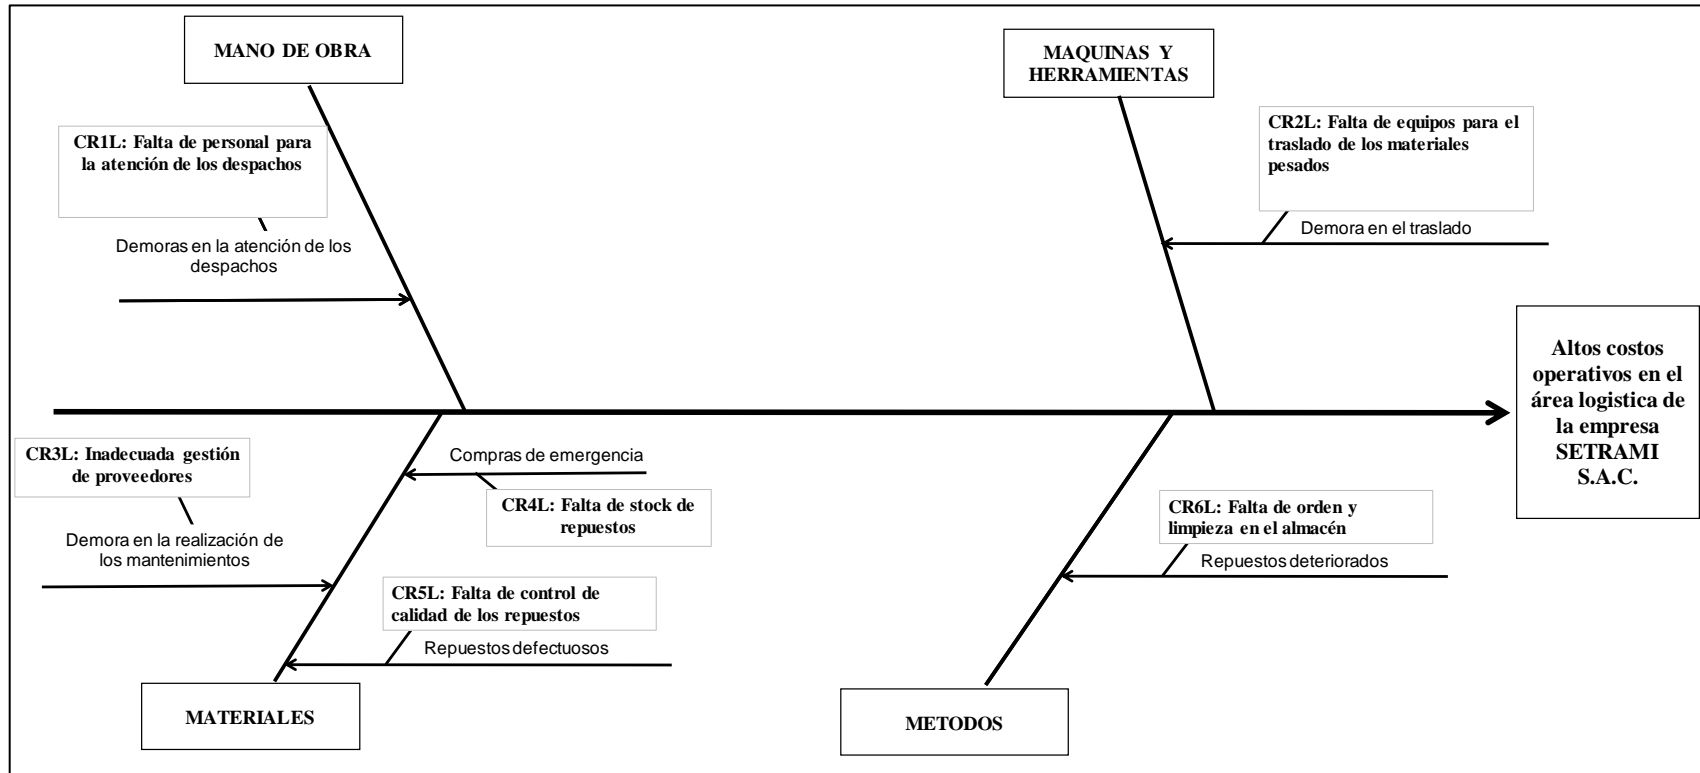 MANO DE OBRA
MAQUINAS Y
HERRAMIENTAS
CR1L: Falta de personal para
la atención de los despachos
CR2L: Falta de equipos para el
traslado de los materiales
pesados
Demoras en la atención de los
despachos
Demora en el traslado
Altos costos
operativos en el
área logistica de
la empresa
SETRAMI
S.A.C.
CR3L: Inadecuada gestión
de proveedores
Compras de emergencia
CR4L: Falta de stock de
repuestos
CR6L: Falta de orden y
limpieza en el almacén
Demora en la realización de
los mantenimientos
Repuestos deteriorados
CR5L: Falta de control de
calidad de los repuestos
Repuestos defectuosos
MATERIALES
METODOS